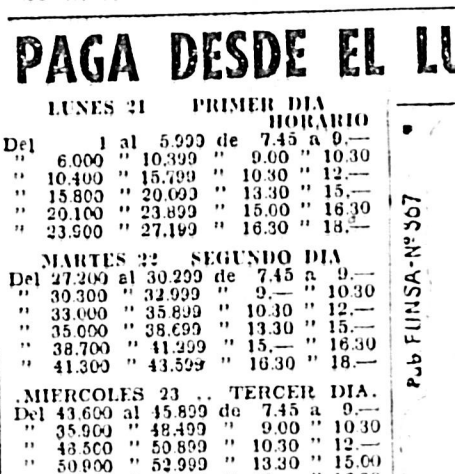 PAGA DESDE EL LU
LUNES 21 PRIMER DIA
HORARIO
Del 1 al 5.999 de 7.45 a 9.—
" 6.000 " 10.399 " 9.00 " 10.30
" 10.400 " 15.799 " 10.30 " 12.—
" 15.800 " 20.099 " 13.30 " 15.—
" 20.100 " 23.899 " 15.00 " 16.30
" 23.900 " 27.199 " 16.30 " 18.—
MARTES 22 SEGUNDO DIA
Del 27.200 al 30.299 de 7.45 a 9.—
" 30.300 " 32.999 " 9.— " 10.30
" 33.000 " 35.899 " 10.30 " 12.—
" 35.000 " 38.699 " 13.30 " 15.—
" 38.700 " 41.299 " 15.— " 16.30
" 41.300 " 43.599 " 16.30 " 18.—
.MIERCOLES 23 .. TERCER DIA.
Del 43.600 al 45.899 de 7.45 a 9.—
" 35.900 " 48.499 " 9.00 " 10.30
" 48.500 " 50.899 " 10.30 " 12.—
" 50.900 " 52.999 " 13.30 " 15.00
Pub FUNSA-Nº 567